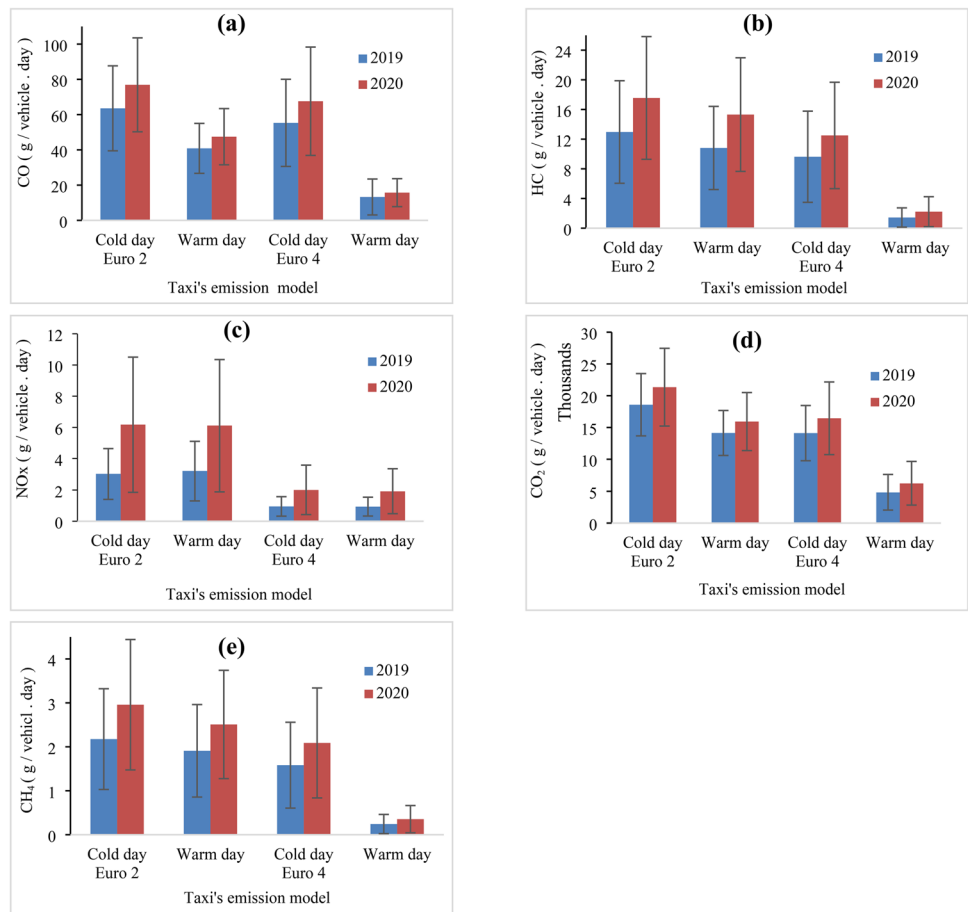 (a)
CO ( g / vehicle . day )
100
80
60
40
20
0
2019
2020
Cold day Warm day Cold day Warm day
Euro 2 Euro 4
Taxi's emission model
(b)
HC ( g / vehicle . day)
24
20
16
12
8
4
0
2019
2020
Cold day Warm day Cold day Warm day
Euro 2 Euro 4
Taxi's emission model
(c)
NOx ( g / vehicle . day )
12
10
8
6
4
2
0
2019
2020
Cold day Warm day Cold day Warm day
Euro 2 Euro 4
Taxi's emission model
(d)
CO₂ ( g / vehicle . day )
Thousands
30
25
20
15
10
5
0
2019
2020
Cold day Warm day Cold day Warm day
Euro 2 Euro 4
Taxi's emission model
(e)
CH₄ ( g / vehicl . day )
4
3
2
1
0
2019
2020
Cold day Warm day Cold day Warm day
Euro 2 Euro 4
Taxi's emission model